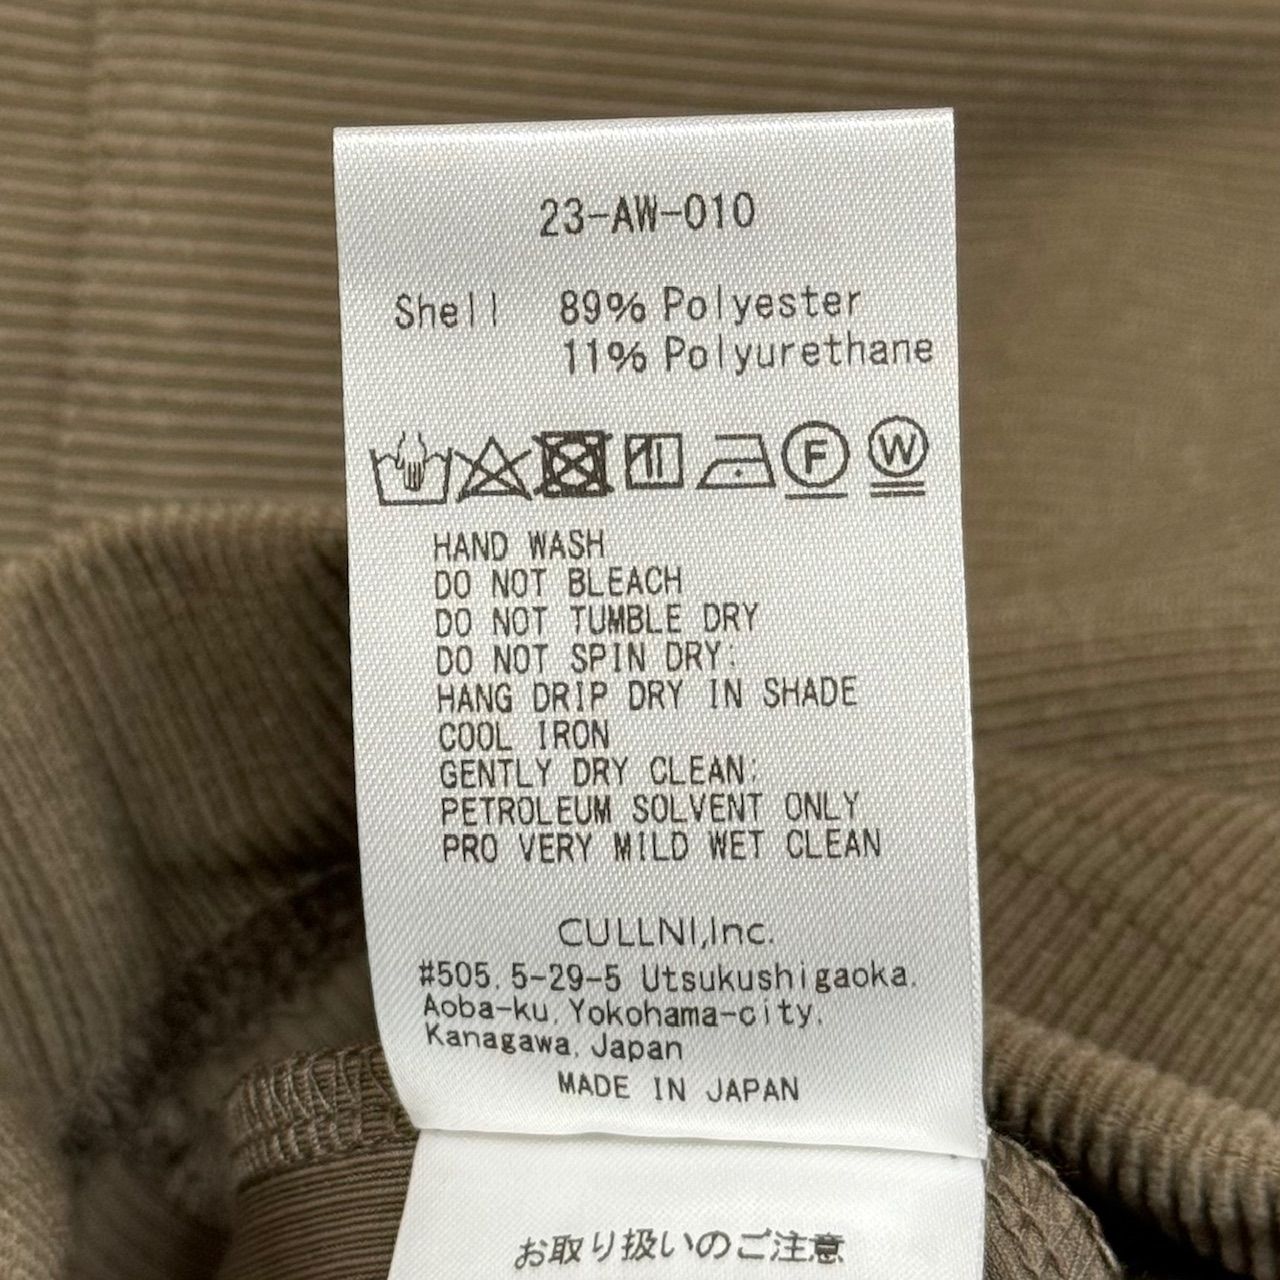 23-AW-010
Shell 89% Polyester
11% Polyurethane
F W
HAND WASH
DO NOT BLEACH
DO NOT TUMBLE DRY
DO NOT SPIN DRY:
HANG DRIP DRY IN SHADE
COOL IRON
GENTLY DRY CLEAN:
PETROLEUM SOLVENT ONLY
PRO VERY MILD WET CLEAN
CULLNI,Inc.
#505, 5-29-5 Utsukushigaoka,
Aoba-ku, Yokohama-city,
Kanagawa, Japan
MADE IN JAPAN
お取り扱いのご注意